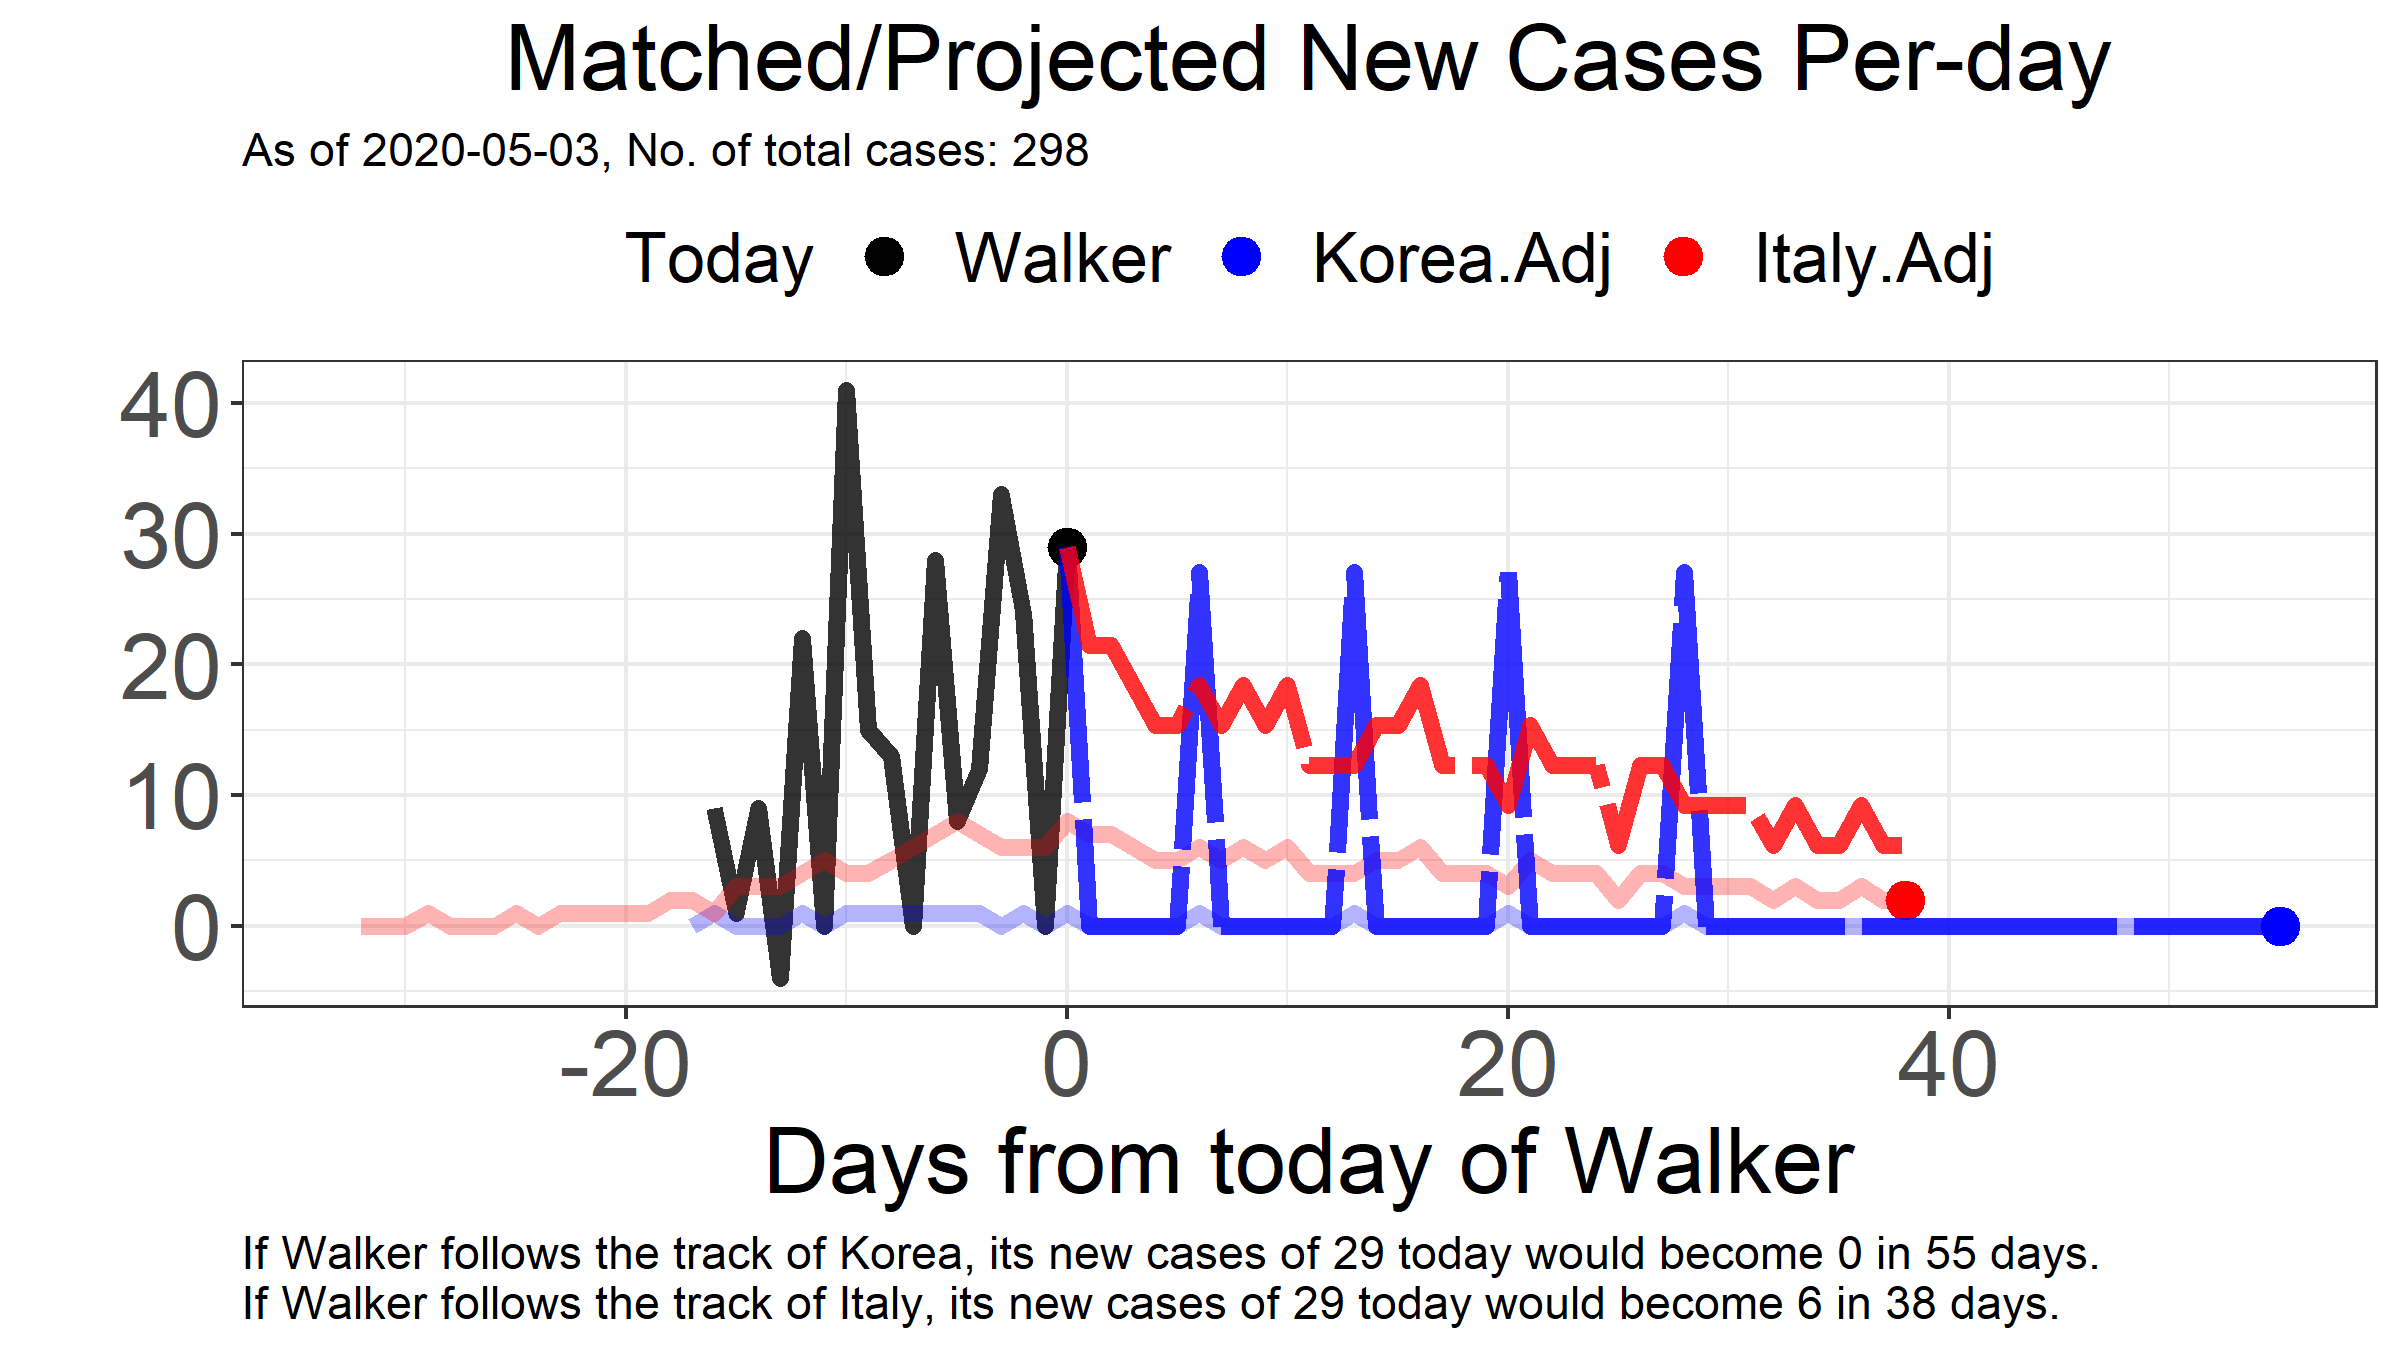 Matched/Projected New Cases Per-day
As of 2020-05-03, No. of total cases: 298
Today Walker Korea.Adj Italy.Adj
40
30
20
10
0
-20 0 20 40
Days from today of Walker
If Walker follows the track of Korea, its new cases of 29 today would become 0 in 55 days.
If Walker follows the track of Italy, its new cases of 29 today would become 6 in 38 days.